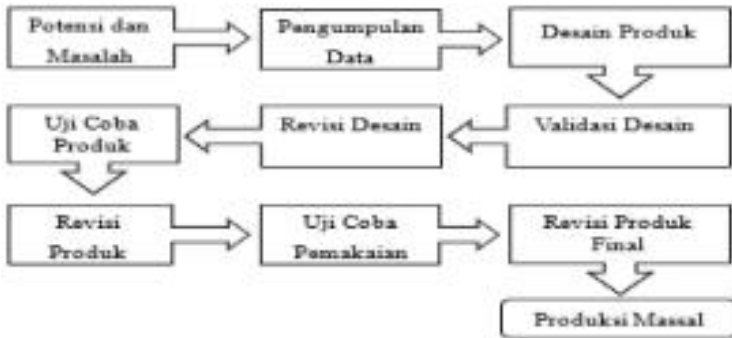 Potensi dan
Masalah
Pengumpulan
Data
Desain Produk
Validasi Desain
Revisi Desain
Uji Coba
Produk
Revisi
Produk
Uji Coba
Pemakaian
Revisi Produk
Final
Produksi Massal